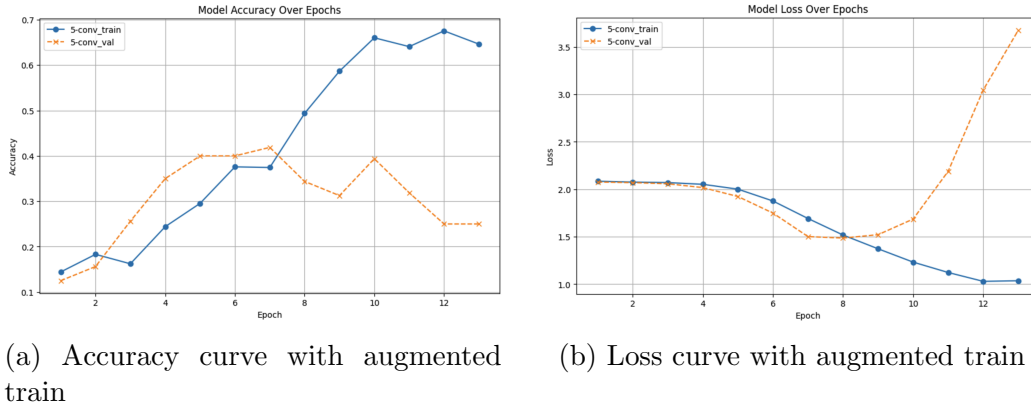 Model Accuracy Over Epochs
5-conv_train
5-conv_val
0.7
0.6
0.5
0.4
0.3
0.2
0.1
Accuracy
2 4 6 8 10 12
Epoch
(a) Accuracy curve with augmented
train
Model Loss Over Epochs
5-conv_train
5-conv_val
3.5
3.0
2.5
2.0
1.5
1.0
Loss
2 4 6 8 10 12
Epoch
(b) Loss curve with augmented train